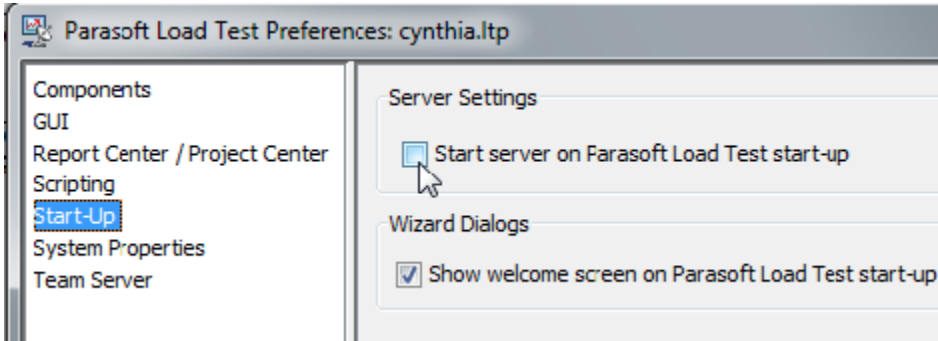 Parasoft Load Test Preferences: cynthia.ltp
Components
GUI
Report Center / Project Center
Scripting
Start-Up
System Properties
Team Server
Server Settings
Start server on Parasoft Load Test start-up
Wizard Dialogs
Show welcome screen on Parasoft Load Test start-up